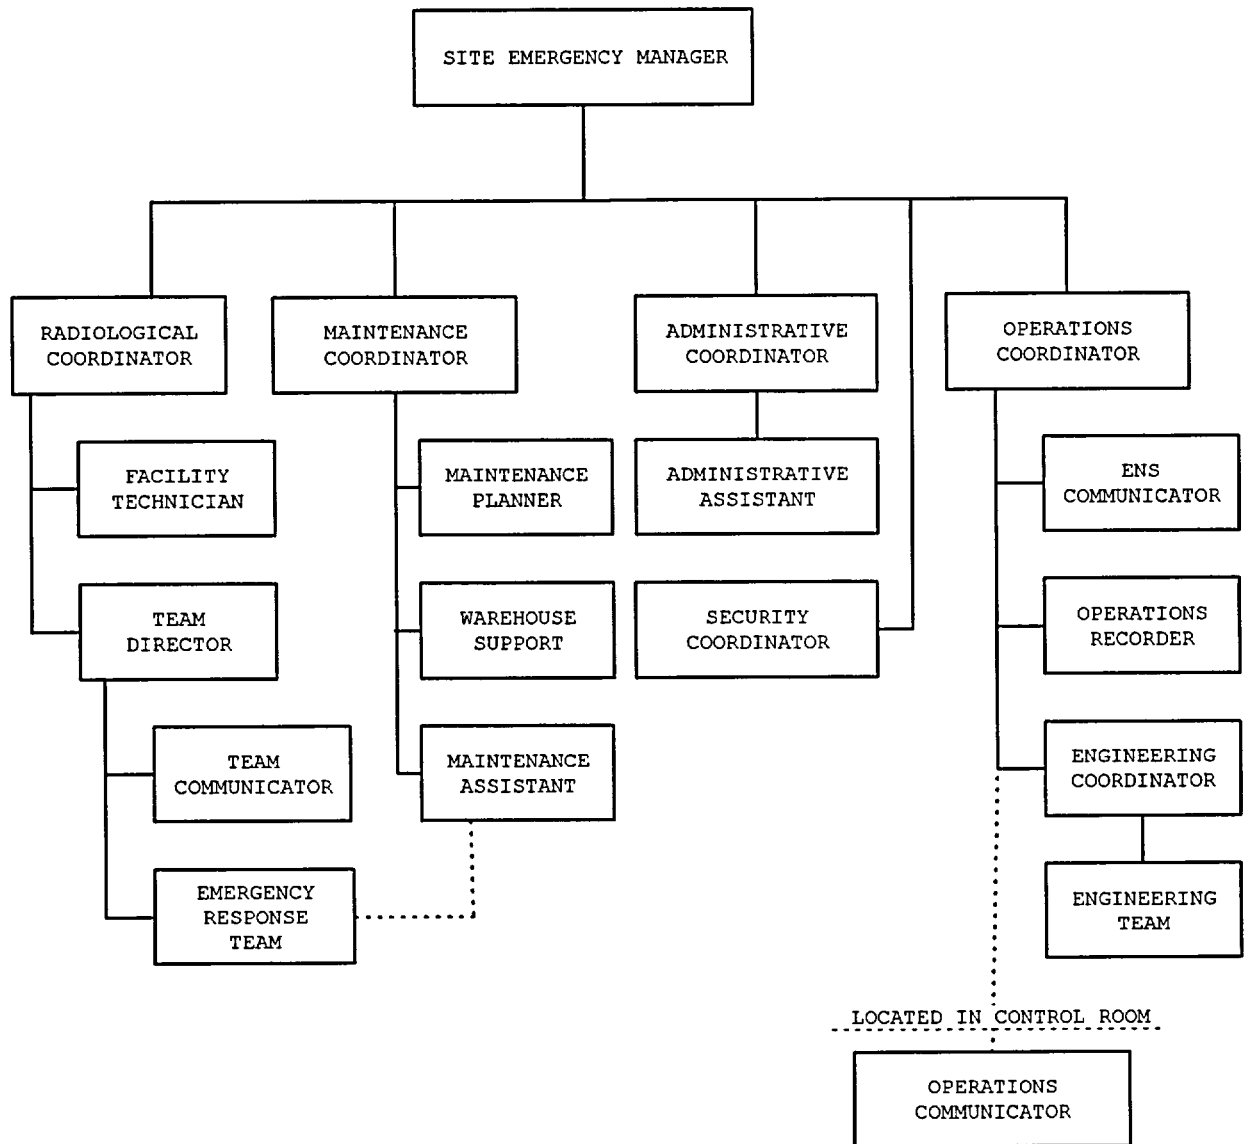 SITE EMERGENCY MANAGER
RADIOLOGICAL
COORDINATOR
MAINTENANCE
COORDINATOR
ADMINISTRATIVE
COORDINATOR
OPERATIONS
COORDINATOR
FACILITY
TECHNICIAN
MAINTENANCE
PLANNER
ADMINISTRATIVE
ASSISTANT
ENS
COMMUNICATOR
TEAM
DIRECTOR
WAREHOUSE
SUPPORT
SECURITY
COORDINATOR
OPERATIONS
RECORDER
TEAM
COMMUNICATOR
MAINTENANCE
ASSISTANT
ENGINEERING
COORDINATOR
EMERGENCY
RESPONSE
TEAM
ENGINEERING
TEAM
LOCATED IN CONTROL ROOM
OPERATIONS
COMMUNICATOR